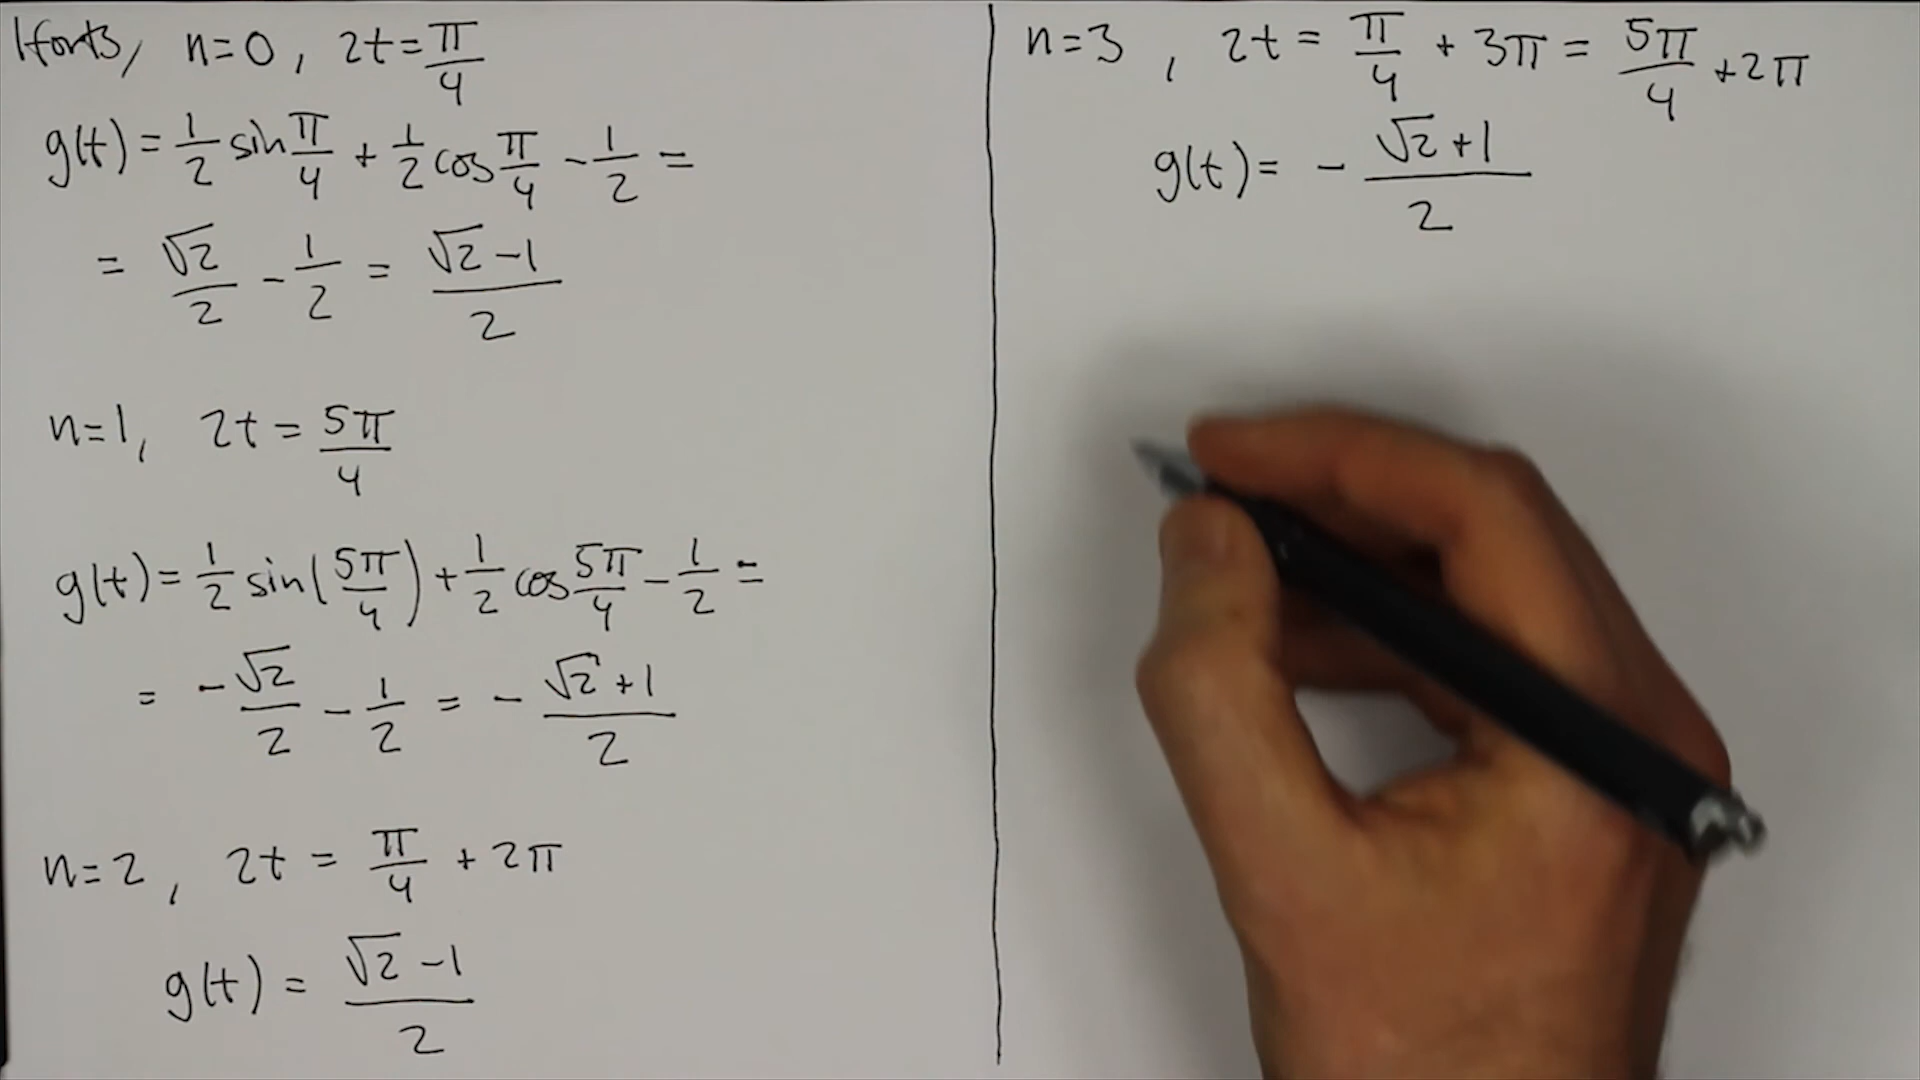 1forts, n=0, 2t=π/4
g(t)=1/2 sin π/4 + 1/2 cos π/4 - 1/2 =
= √2/2 - 1/2 = (√2-1)/2
n=1, 2t=5π/4
g(t)=1/2 sin(5π/4)+1/2 cos 5π/4 - 1/2 =
= -√2/2 - 1/2 = - (√2+1)/2
n=2, 2t = π/4 + 2π
g(t) = (√2-1)/2
n=3, 2t = π/4 + 3π = 5π/4 + 2π
g(t)= - (√2+1)/2